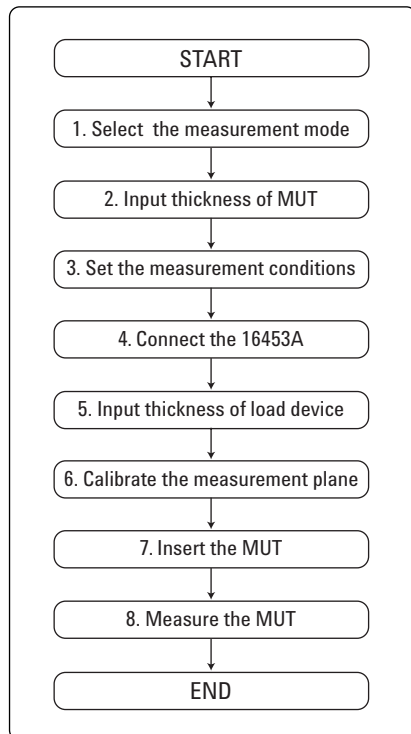 START
1. Select the measurement mode
2. Input thickness of MUT
3. Set the measurement conditions
4. Connect the 16453A
5. Input thickness of load device
6. Calibrate the measurement plane
7. Insert the MUT
8. Measure the MUT
END